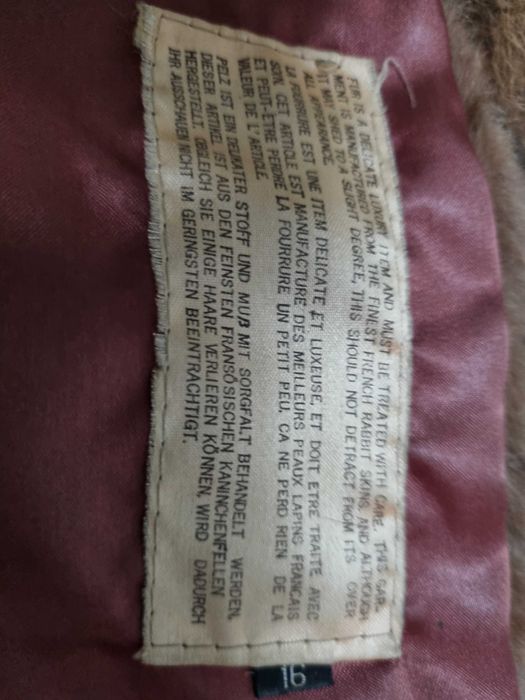 FUR IS A DELICATE LUXURY ITEM AND MUST BE TREATED WITH CARE. THIS GAR-
MENT IS MANUFACTURED FROM THE FINEST FRENCH RABBIT SKINS, AND ALTHOUGH
IT MAY SHED TO A SLIGHT DEGREE, THIS SHOULD NOT DETRACT FROM ITS OVER
ALL APPEARANCE.
LA FOURRURE EST UNE ITEM DELICATE ET LUXEUSE, ET DOIT ETRE TRAITE AVEC
SOIN. CET ARTICLE EST MANUFACTURE DES MEILLEURS PEAUX LAPINS FRANCAIS
ET PEUT-ETRE PERDRE LA FOURRURE UN PETIT PEU. CA NE PERD RIEN DE LA
VALEUR DE L'ARTICLE.
PELZ IST EIN DELIKATER STOFF UND MUß MIT SORGFALT BEHANDELT WERDEN.
DIESER ARTIKEL IST AUS DEN FEINSTEN FRANSÖSISCHEN KANINCHENFELLEN
HERGESTELLT. OBGLEICH SIE EINIGE HAARE VERLIEREN KÖNNEN, WIRD DADURCH
IHR AUSSCHAUEN NICHT IM GERINGSTEN BEEINTRÄCHTIGT.